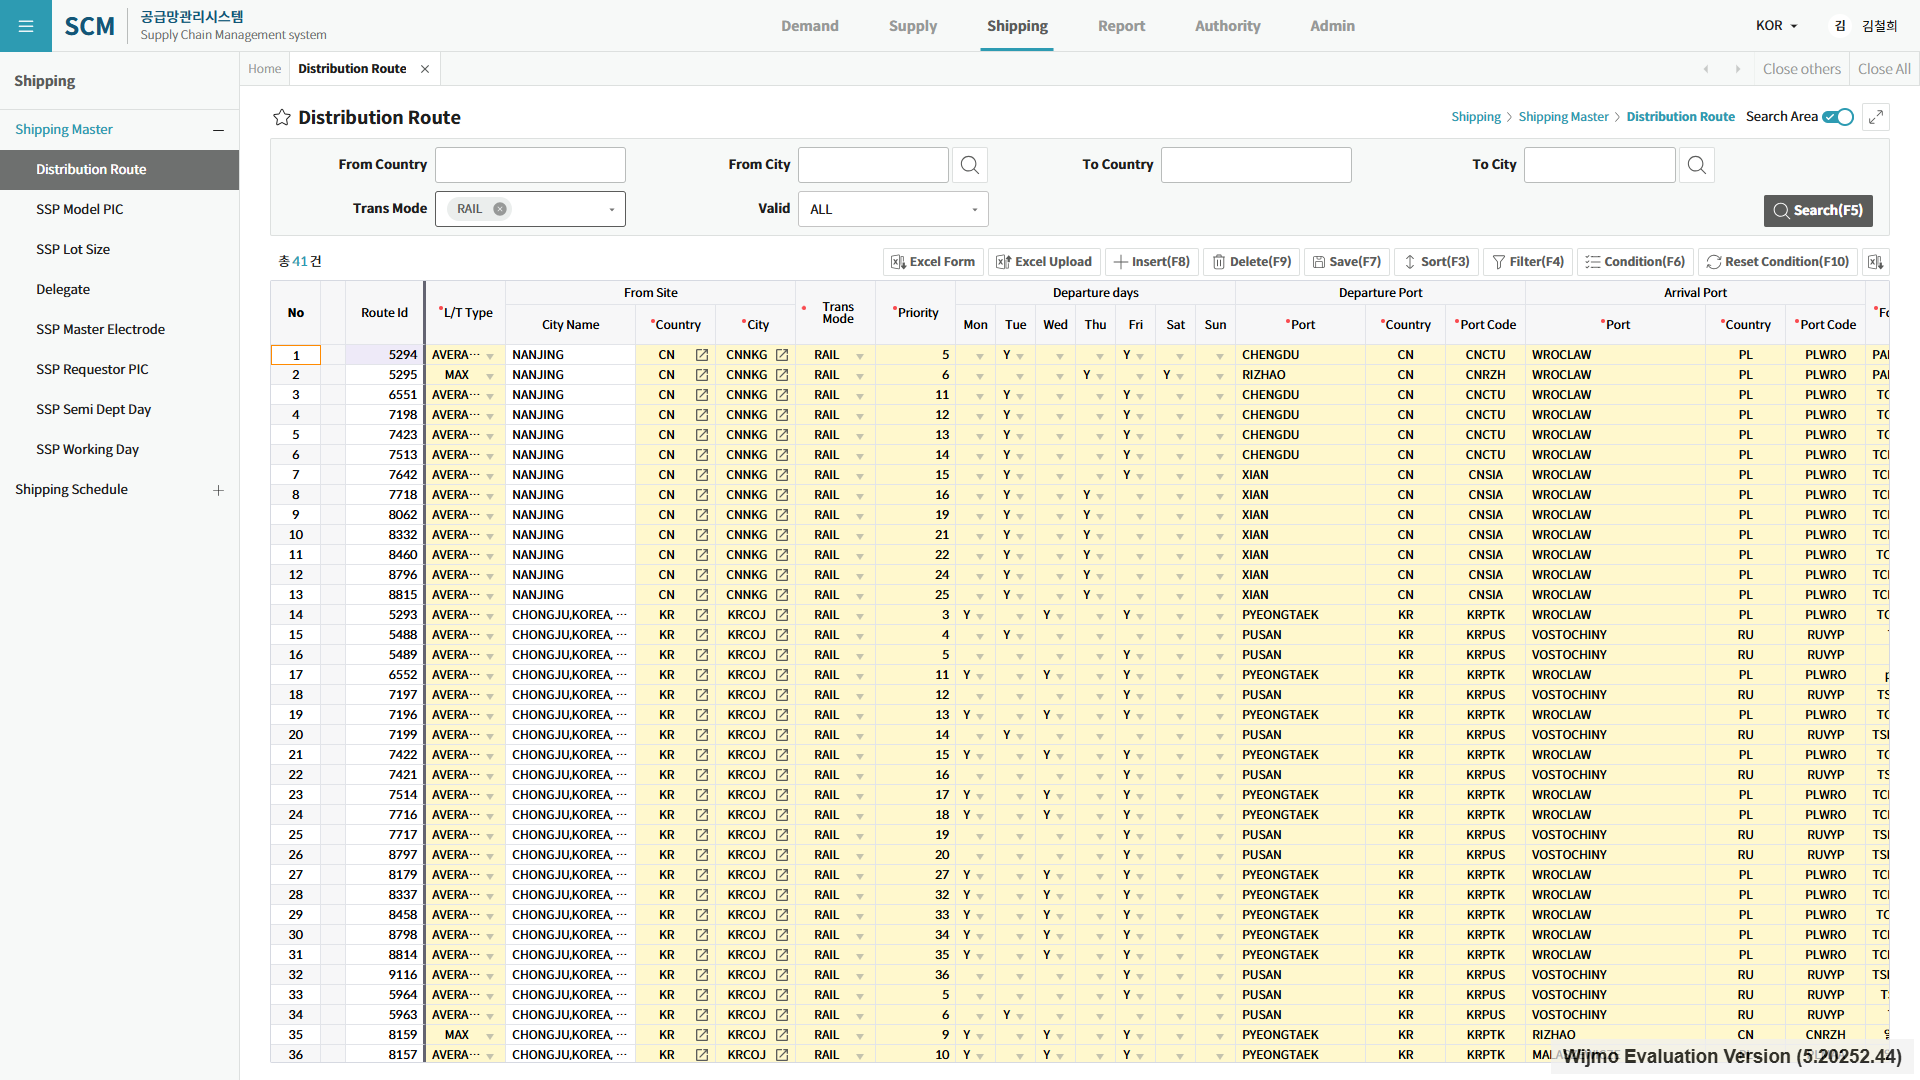 SCM 공급망관리시스템
Supply Chain Management system
Demand Supply Shipping Report Authority Admin
KOR 김 김철희
Shipping
Home Distribution Route
Close others Close All
Shipping Master
Distribution Route
SSP Model PIC
SSP Lot Size
Delegate
SSP Master Electrode
SSP Requestor PIC
SSP Semi Dept Day
SSP Working Day
Shipping Schedule
Distribution Route
Shipping > Shipping Master > Distribution Route Search Area
From Country From City To Country To City
Trans Mode RAIL Valid ALL
Search(F5)
총 41 건
Excel Form Excel Upload Insert(F8) Delete(F9) Save(F7) Sort(F3) Filter(F4) Condition(F6) Reset Condition(F10)
No Route Id *L/T Type From Site * Trans Mode *Priority Departure days Departure Port Arrival Port
City Name *Country *City Mon Tue Wed Thu Fri Sat Sun *Port *Country *Port Code *Port *Country *Port Code
1 5294 AVERA··· NANJING CN CNNKG RAIL 5 Y Y CHENGDU CN CNCTU WROCLAW PL PLWRO
2 5295 MAX NANJING CN CNNKG RAIL 6 Y Y RIZHAO CN CNRZH WROCLAW PL PLWRO
3 6551 AVERA··· NANJING CN CNNKG RAIL 11 Y Y CHENGDU CN CNCTU WROCLAW PL PLWRO
4 7198 AVERA··· NANJING CN CNNKG RAIL 12 Y Y CHENGDU CN CNCTU WROCLAW PL PLWRO
5 7423 AVERA··· NANJING CN CNNKG RAIL 13 Y Y CHENGDU CN CNCTU WROCLAW PL PLWRO
6 7513 AVERA··· NANJING CN CNNKG RAIL 14 Y Y CHENGDU CN CNCTU WROCLAW PL PLWRO
7 7642 AVERA··· NANJING CN CNNKG RAIL 15 Y Y XIAN CN CNSIA WROCLAW PL PLWRO
8 7718 AVERA··· NANJING CN CNNKG RAIL 16 Y Y XIAN CN CNSIA WROCLAW PL PLWRO
9 8062 AVERA··· NANJING CN CNNKG RAIL 19 Y Y XIAN CN CNSIA WROCLAW PL PLWRO
10 8332 AVERA··· NANJING CN CNNKG RAIL 21 Y Y XIAN CN CNSIA WROCLAW PL PLWRO
11 8460 AVERA··· NANJING CN CNNKG RAIL 22 Y Y XIAN CN CNSIA WROCLAW PL PLWRO
12 8796 AVERA··· NANJING CN CNNKG RAIL 24 Y Y XIAN CN CNSIA WROCLAW PL PLWRO
13 8815 AVERA··· NANJING CN CNNKG RAIL 25 Y Y XIAN CN CNSIA WROCLAW PL PLWRO
14 5293 AVERA··· CHONGJU,KOREA, ··· KR KRCOJ RAIL 3 Y Y Y PYEONGTAEK KR KRPTK WROCLAW PL PLWRO
15 5488 AVERA··· CHONGJU,KOREA, ··· KR KRCOJ RAIL 4 Y PUSAN KR KRPUS VOSTOCHINY RU RUVYP
16 5489 AVERA··· CHONGJU,KOREA, ··· KR KRCOJ RAIL 5 Y PUSAN KR KRPUS VOSTOCHINY RU RUVYP
17 6552 AVERA··· CHONGJU,KOREA, ··· KR KRCOJ RAIL 11 Y Y Y PYEONGTAEK KR KRPTK WROCLAW PL PLWRO
18 7197 AVERA··· CHONGJU,KOREA, ··· KR KRCOJ RAIL 12 Y PUSAN KR KRPUS VOSTOCHINY RU RUVYP
19 7196 AVERA··· CHONGJU,KOREA, ··· KR KRCOJ RAIL 13 Y Y Y PYEONGTAEK KR KRPTK WROCLAW PL PLWRO
20 7199 AVERA··· CHONGJU,KOREA, ··· KR KRCOJ RAIL 14 Y PUSAN KR KRPUS VOSTOCHINY RU RUVYP
21 7422 AVERA··· CHONGJU,KOREA, ··· KR KRCOJ RAIL 15 Y Y Y PYEONGTAEK KR KRPTK WROCLAW PL PLWRO
22 7421 AVERA··· CHONGJU,KOREA, ··· KR KRCOJ RAIL 16 Y PUSAN KR KRPUS VOSTOCHINY RU RUVYP
23 7514 AVERA··· CHONGJU,KOREA, ··· KR KRCOJ RAIL 17 Y Y Y PYEONGTAEK KR KRPTK WROCLAW PL PLWRO
24 7716 AVERA··· CHONGJU,KOREA, ··· KR KRCOJ RAIL 18 Y Y Y PYEONGTAEK KR KRPTK WROCLAW PL PLWRO
25 7717 AVERA··· CHONGJU,KOREA, ··· KR KRCOJ RAIL 19 Y PUSAN KR KRPUS VOSTOCHINY RU RUVYP
26 8797 AVERA··· CHONGJU,KOREA, ··· KR KRCOJ RAIL 20 Y PUSAN KR KRPUS VOSTOCHINY RU RUVYP
27 8179 AVERA··· CHONGJU,KOREA, ··· KR KRCOJ RAIL 27 Y Y Y PYEONGTAEK KR KRPTK WROCLAW PL PLWRO
28 8337 AVERA··· CHONGJU,KOREA, ··· KR KRCOJ RAIL 32 Y Y Y PYEONGTAEK KR KRPTK WROCLAW PL PLWRO
29 8458 AVERA··· CHONGJU,KOREA, ··· KR KRCOJ RAIL 33 Y Y Y PYEONGTAEK KR KRPTK WROCLAW PL PLWRO
30 8798 AVERA··· CHONGJU,KOREA, ··· KR KRCOJ RAIL 34 Y Y Y PYEONGTAEK KR KRPTK WROCLAW PL PLWRO
31 8814 AVERA··· CHONGJU,KOREA, ··· KR KRCOJ RAIL 35 Y Y Y PYEONGTAEK KR KRPTK WROCLAW PL PLWRO
32 9116 AVERA··· CHONGJU,KOREA, ··· KR KRCOJ RAIL 36 Y PUSAN KR KRPUS VOSTOCHINY RU RUVYP
33 5964 AVERA··· CHONGJU,KOREA, ··· KR KRCOJ RAIL 5 Y PUSAN KR KRPUS VOSTOCHINY RU RUVYP
34 5963 AVERA··· CHONGJU,KOREA, ··· KR KRCOJ RAIL 6 Y PUSAN KR KRPUS VOSTOCHINY RU RUVYP
35 8159 MAX CHONGJU,KOREA, ··· KR KRCOJ RAIL 9 Y Y Y PYEONGTAEK KR KRPTK RIZHAO CN CNRZH
36 8157 AVERA··· CHONGJU,KOREA, ··· KR KRCOJ RAIL 10 Y Y Y PYEONGTAEK KR KRPTK
Wijmo Evaluation Version (5.20252.44)